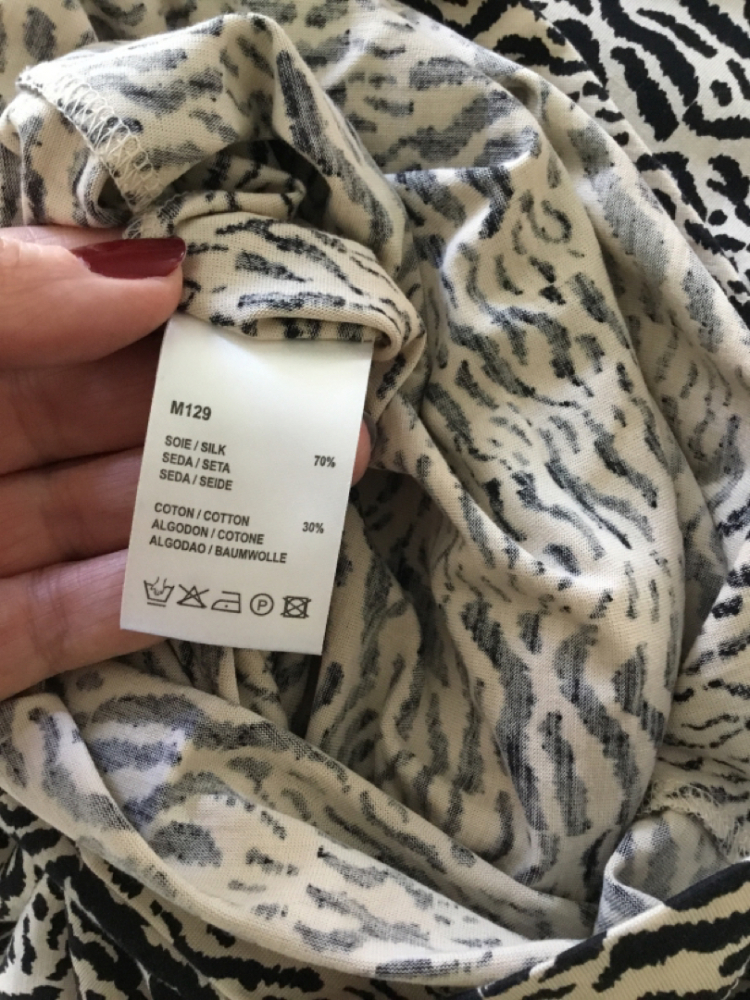 M129
SOIE / SILK
SEDA / SETA 70%
SEDA / SEIDE
COTON / COTTON
ALGODON / COTONE 30%
ALGODAO / BAUMWOLLE
P